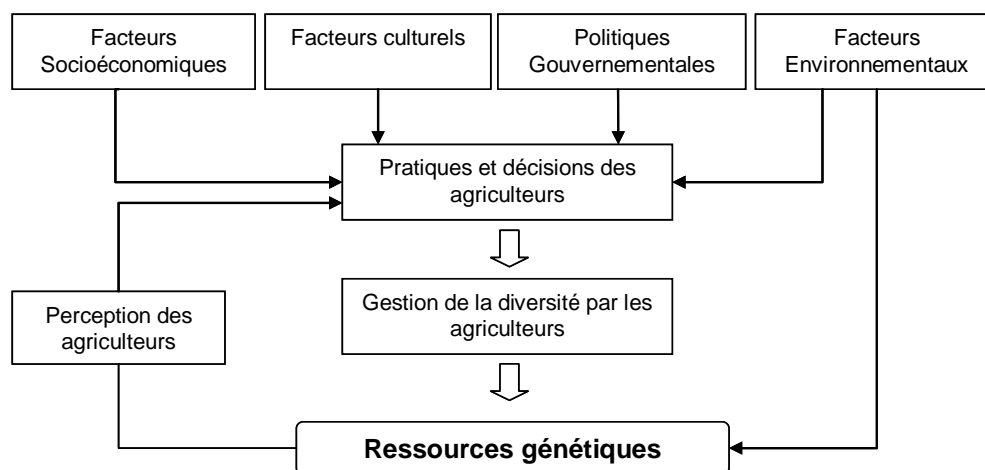 Facteurs
Socioéconomiques
Facteurs culturels
Politiques
Gouvernementales
Facteurs
Environnementaux
Pratiques et décisions des
agriculteurs
Gestion de la diversité par les
agriculteurs
Perception des
agriculteurs
Ressources génétiques